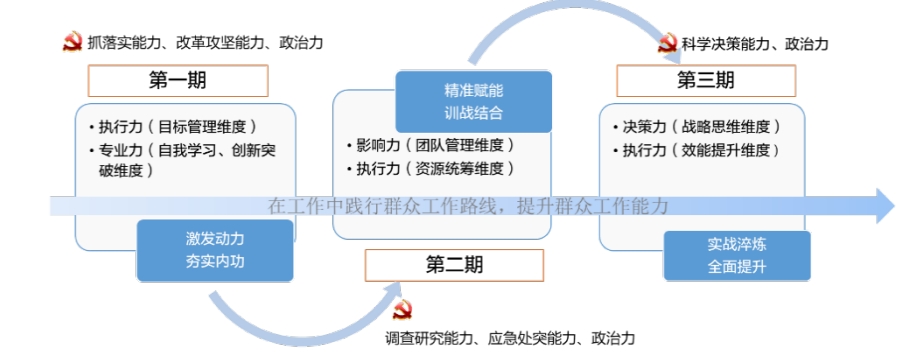 抓落实能力、改革攻坚能力、政治力
第一期
• 执行力（目标管理维度）
• 专业力（自我学习、创新突
破维度）
激发动力
夯实内功
精准赋能
训战结合
• 影响力（团队管理维度）
• 执行力（资源统筹维度）
第二期
调查研究能力、应急处突能力、政治力
科学决策能力、政治力
第三期
• 决策力（战略思维维度）
• 执行力（效能提升维度）
实战淬炼
全面提升
在工作中践行群众工作路线，提升群众工作能力